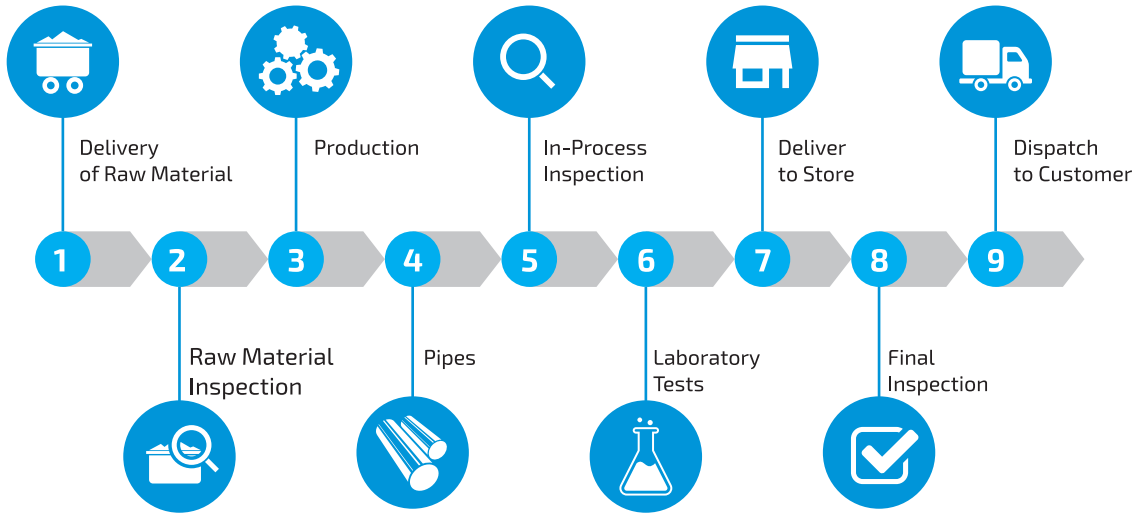 Delivery
of Raw Material
Production
In-Process
Inspection
Deliver
to Store
Dispatch
to Customer
1
2
3
4
5
6
7
8
9
Raw Material
Inspection
Pipes
Laboratory
Tests
Final
Inspection